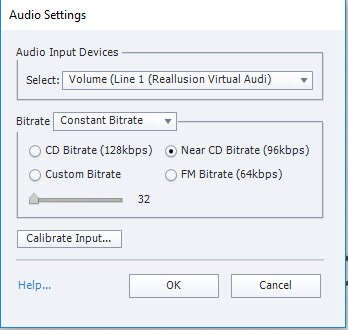 Audio Settings
Audio Input Devices
Select: Volume (Line 1 (Reallusion Virtual Audi)
Bitrate Constant Bitrate
CD Bitrate (128kbps) Near CD Bitrate (96kbps)
Custom Bitrate FM Bitrate (64kbps)
32
Calibrate Input...
Help... OK Cancel